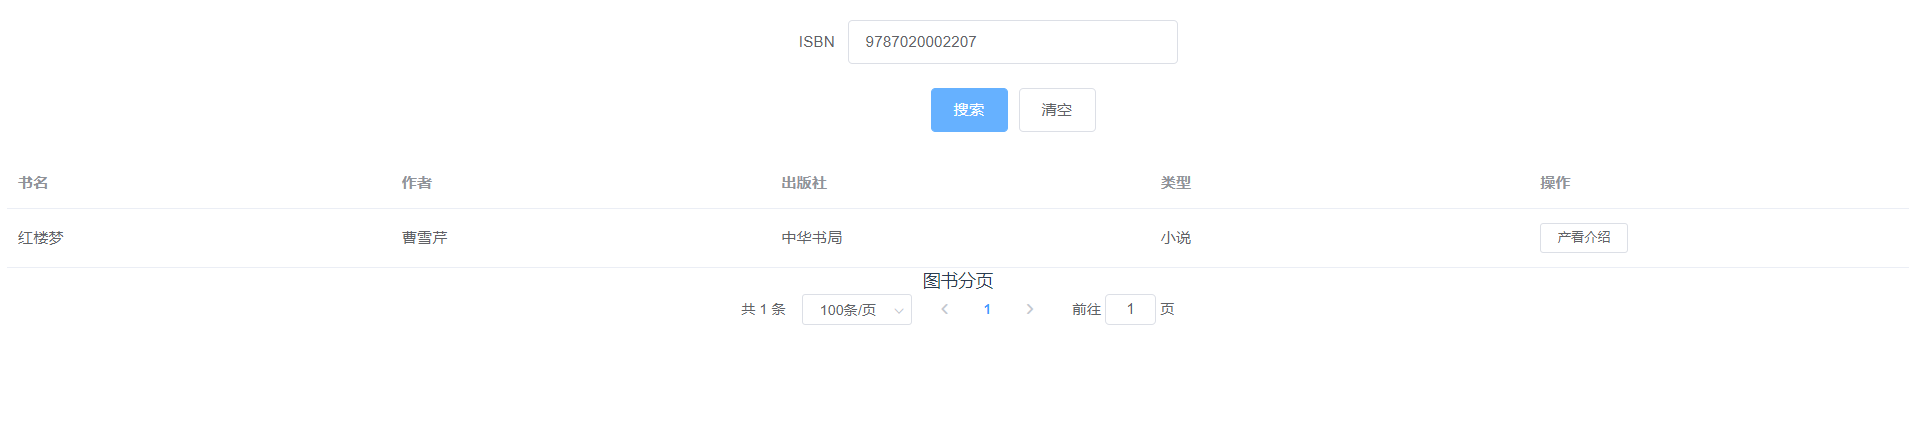 ISBN 9787020002207
搜索 清空
书名 作者 出版社 类型 操作
红楼梦 曹雪芹 中华书局 小说 产看介绍
图书分页
共 1 条 100条/页 1 前往 1 页